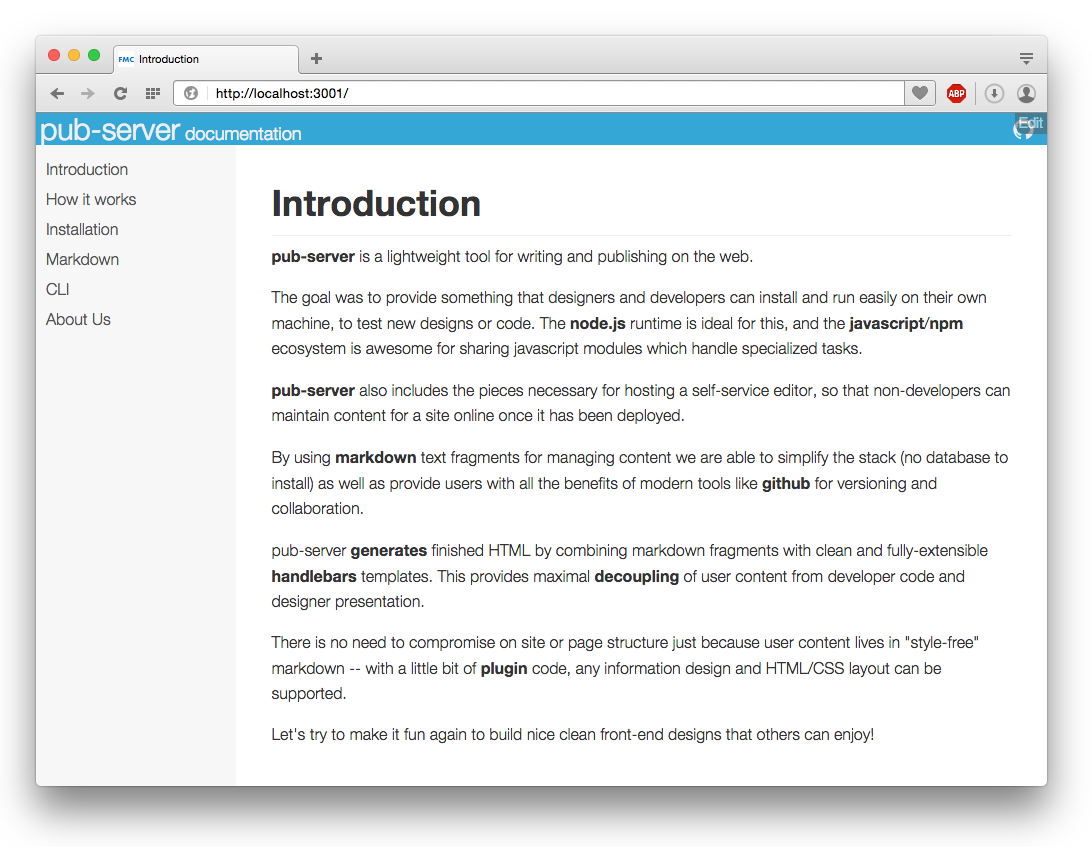 FMC Introduction
http://localhost:3001/
ABP
pub-server documentation
Edit
Introduction
How it works
Installation
Markdown
CLI
About Us
Introduction
pub-server is a lightweight tool for writing and publishing on the web.
The goal was to provide something that designers and developers can install and run easily on their own
machine, to test new designs or code. The node.js runtime is ideal for this, and the javascript/npm
ecosystem is awesome for sharing javascript modules which handle specialized tasks.
pub-server also includes the pieces necessary for hosting a self-service editor, so that non-developers can
maintain content for a site online once it has been deployed.
By using markdown text fragments for managing content we are able to simplify the stack (no database to
install) as well as provide users with all the benefits of modern tools like github for versioning and
collaboration.
pub-server generates finished HTML by combining markdown fragments with clean and fully-extensible
handlebars templates. This provides maximal decoupling of user content from developer code and
designer presentation.
There is no need to compromise on site or page structure just because user content lives in "style-free"
markdown -- with a little bit of plugin code, any information design and HTML/CSS layout can be
supported.
Let's try to make it fun again to build nice clean front-end designs that others can enjoy!